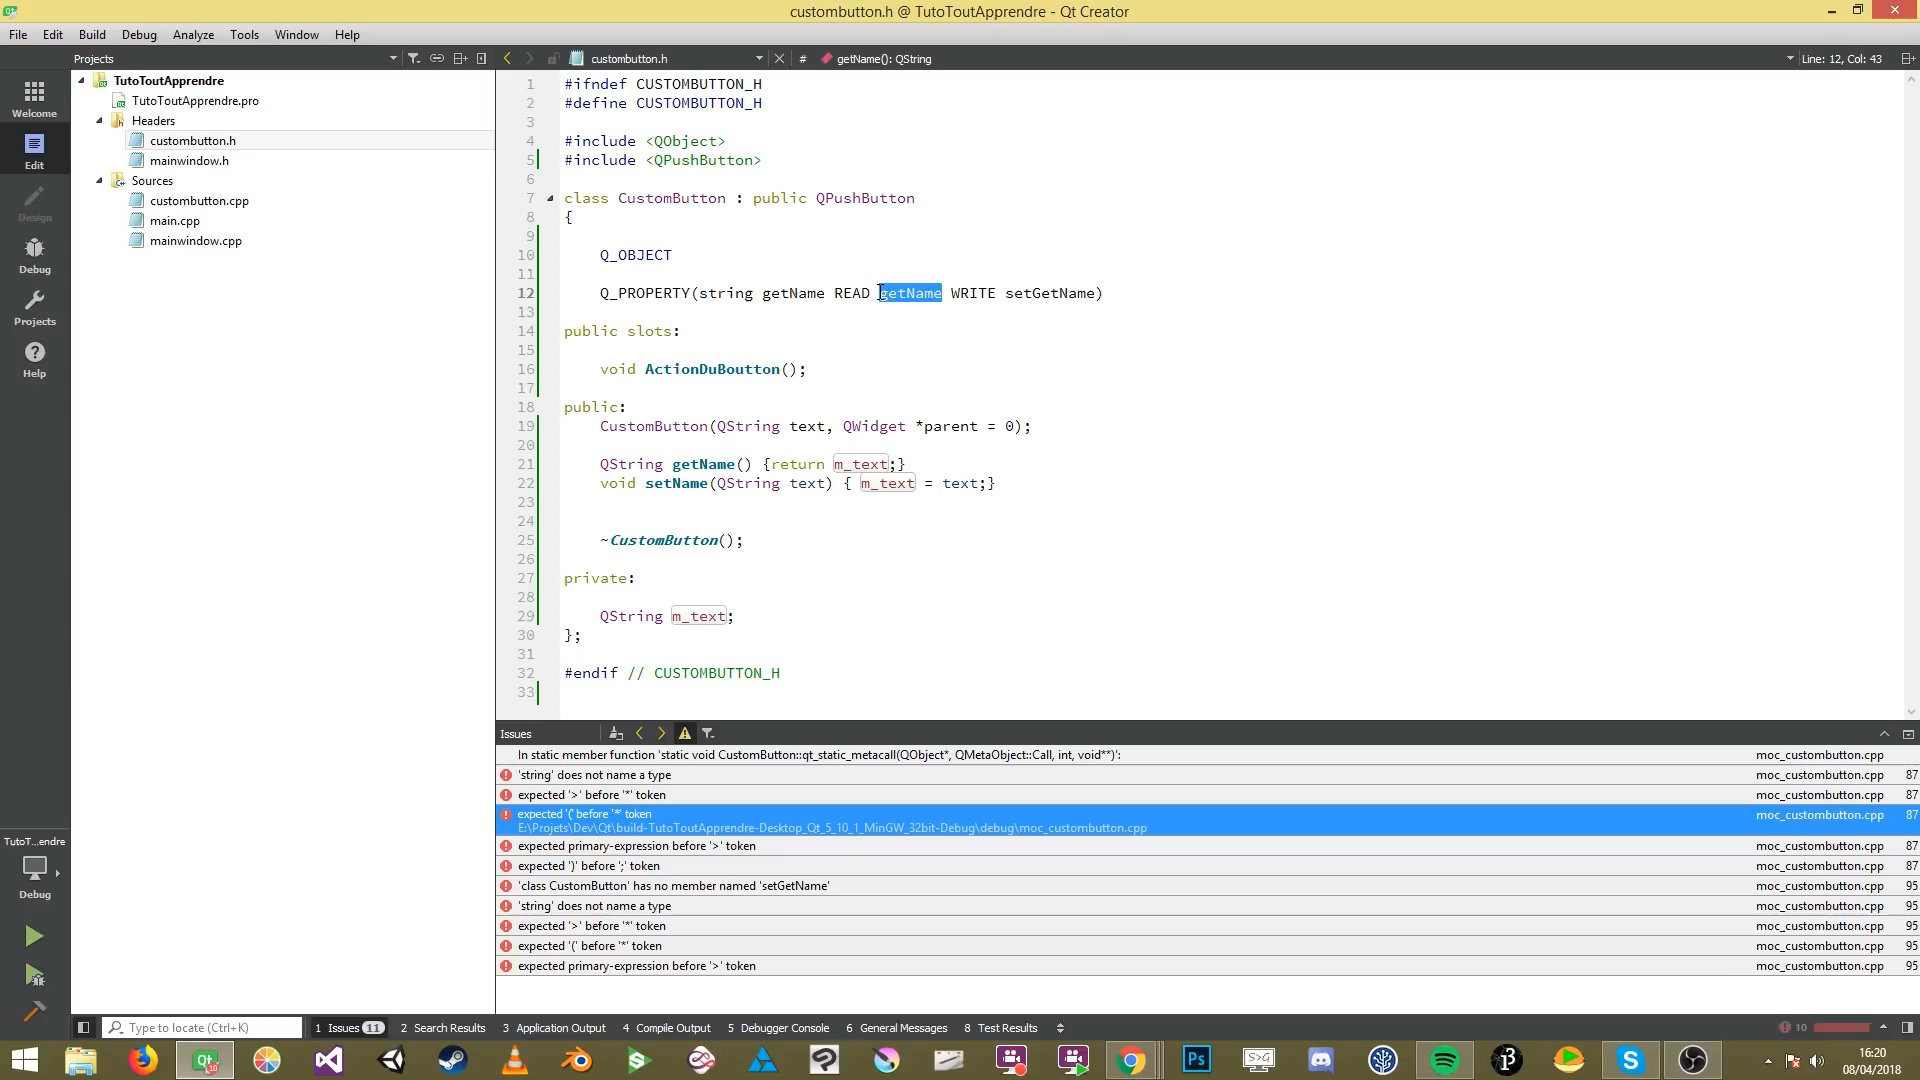 custombutton.h @ TutoToutApprendre - Qt Creator
File Edit Build Debug Analyze Tools Window Help
Projects
custombutton.h
#
getName(): QString
Line: 12, Col: 43
Welcome
Edit
Design
Debug
Projects
Help
TutoToutApprendre
TutoToutApprendre.pro
Headers
custombutton.h
mainwindow.h
Sources
custombutton.cpp
main.cpp
mainwindow.cpp
1 #ifndef CUSTOMBUTTON_H
2 #define CUSTOMBUTTON_H
3
4 #include <QObject>
5 #include <QPushButton>
6
7 class CustomButton : public QPushButton
8 {
9
10 Q_OBJECT
11
12 Q_PROPERTY(string getName READ getName WRITE setGetName)
13
14 public slots:
15
16 void ActionDuBoutton();
17
18 public:
19 CustomButton(QString text, QWidget *parent = 0);
20
21 QString getName() {return m_text;}
22 void setName(QString text) { m_text = text;}
23
24
25 ~CustomButton();
26
27 private:
28
29 QString m_text;
30 };
31
32 #endif // CUSTOMBUTTON_H
33
Issues
In static member function 'static void CustomButton::qt_static_metacall(QObject*, QMetaObject::Call, int, void**)': moc_custombutton.cpp
'string' does not name a type moc_custombutton.cpp 87
expected '>' before '*' token moc_custombutton.cpp 87
expected '(' before '*' token moc_custombutton.cpp 87
E:\Projets\Dev\Qt\build-TutoToutApprendre-Desktop_Qt_5_10_1_MinGW_32bit-Debug\debug\moc_custombutton.cpp
expected primary-expression before '>' token moc_custombutton.cpp 87
expected ')' before ';' token moc_custombutton.cpp 87
'class CustomButton' has no member named 'setGetName' moc_custombutton.cpp 95
'string' does not name a type moc_custombutton.cpp 95
expected '>' before '*' token moc_custombutton.cpp 95
expected '(' before '*' token moc_custombutton.cpp 95
expected primary-expression before '>' token moc_custombutton.cpp 95
TutoT...endre
Debug
Type to locate (Ctrl+K)
1 Issues 11
2 Search Results
3 Application Output
4 Compile Output
5 Debugger Console
6 General Messages
8 Test Results
10
Qt
10
Ps
S>G
16:20
08/04/2018